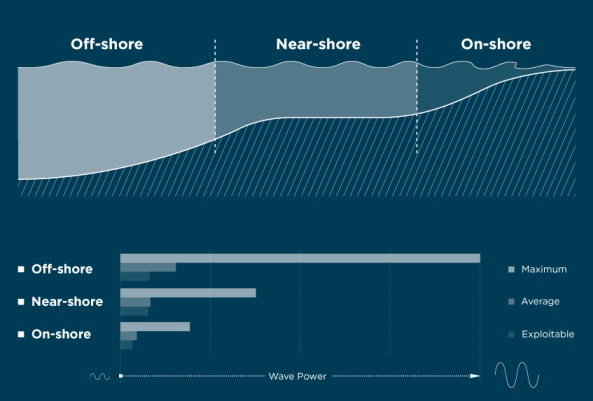 Off-shore
Near-shore
On-shore
Off-shore
Near-shore
On-shore
Maximum
Average
Exploitable
Wave Power